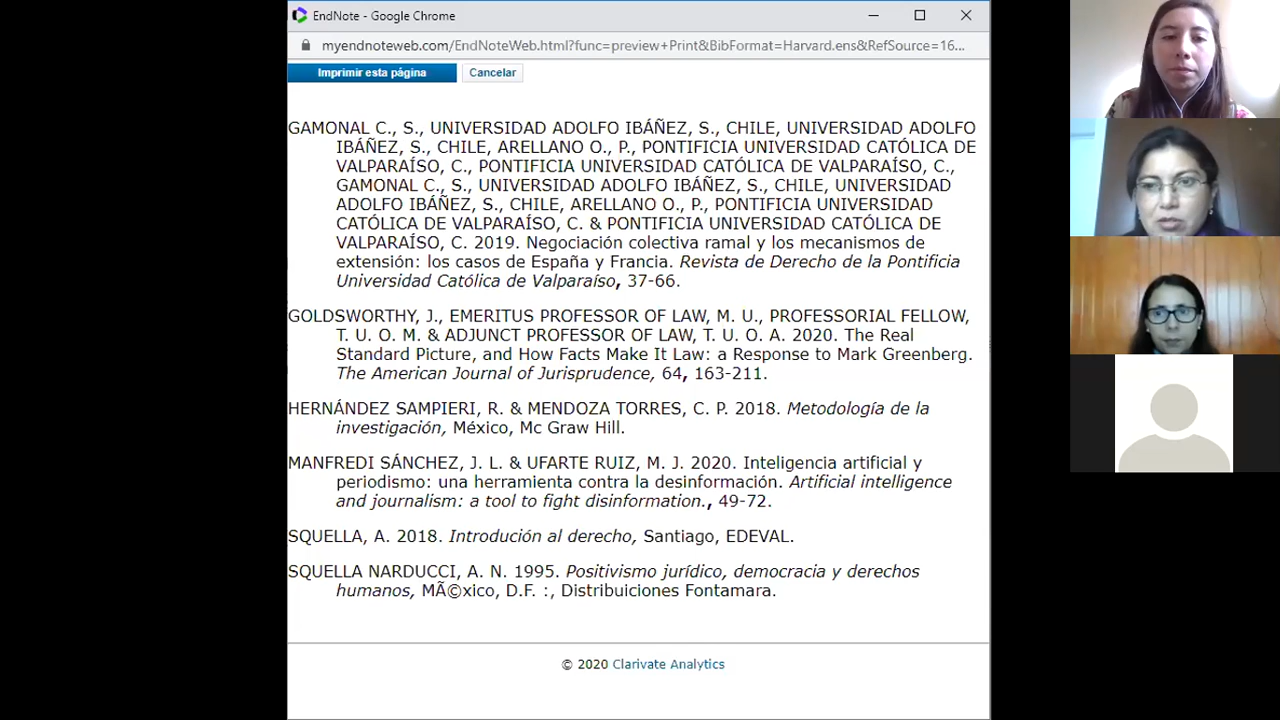 EndNote - Google Chrome
myendnoteweb.com/EndNoteWeb.html?func=preview+Print&BibFormat=Harvard.ens&RefSource=16...
Imprimir esta página Cancelar
GAMONAL C., S., UNIVERSIDAD ADOLFO IBÁÑEZ, S., CHILE, UNIVERSIDAD ADOLFO
IBÁÑEZ, S., CHILE, ARELLANO O., P., PONTIFICIA UNIVERSIDAD CATÓLICA DE
VALPARAÍSO, C., PONTIFICIA UNIVERSIDAD CATÓLICA DE VALPARAÍSO, C.,
GAMONAL C., S., UNIVERSIDAD ADOLFO IBÁÑEZ, S., CHILE, UNIVERSIDAD
ADOLFO IBÁÑEZ, S., CHILE, ARELLANO O., P., PONTIFICIA UNIVERSIDAD
CATÓLICA DE VALPARAÍSO, C. & PONTIFICIA UNIVERSIDAD CATÓLICA DE
VALPARAÍSO, C. 2019. Negociación colectiva ramal y los mecanismos de
extensión: los casos de España y Francia. Revista de Derecho de la Pontificia
Universidad Católica de Valparaíso, 37-66.
GOLDSWORTHY, J., EMERITUS PROFESSOR OF LAW, M. U., PROFESSORIAL FELLOW,
T. U. O. M. & ADJUNCT PROFESSOR OF LAW, T. U. O. A. 2020. The Real
Standard Picture, and How Facts Make It Law: a Response to Mark Greenberg.
The American Journal of Jurisprudence, 64, 163-211.
HERNÁNDEZ SAMPIERI, R. & MENDOZA TORRES, C. P. 2018. Metodología de la
investigación, México, Mc Graw Hill.
MANFREDI SÁNCHEZ, J. L. & UFARTE RUIZ, M. J. 2020. Inteligencia artificial y
periodismo: una herramienta contra la desinformación. Artificial intelligence
and journalism: a tool to fight disinformation., 49-72.
SQUELLA, A. 2018. Introdución al derecho, Santiago, EDEVAL.
SQUELLA NARDUCCI, A. N. 1995. Positivismo jurídico, democracia y derechos
humanos, MÃ©xico, D.F. :, Distribuiciones Fontamara.
© 2020 Clarivate Analytics